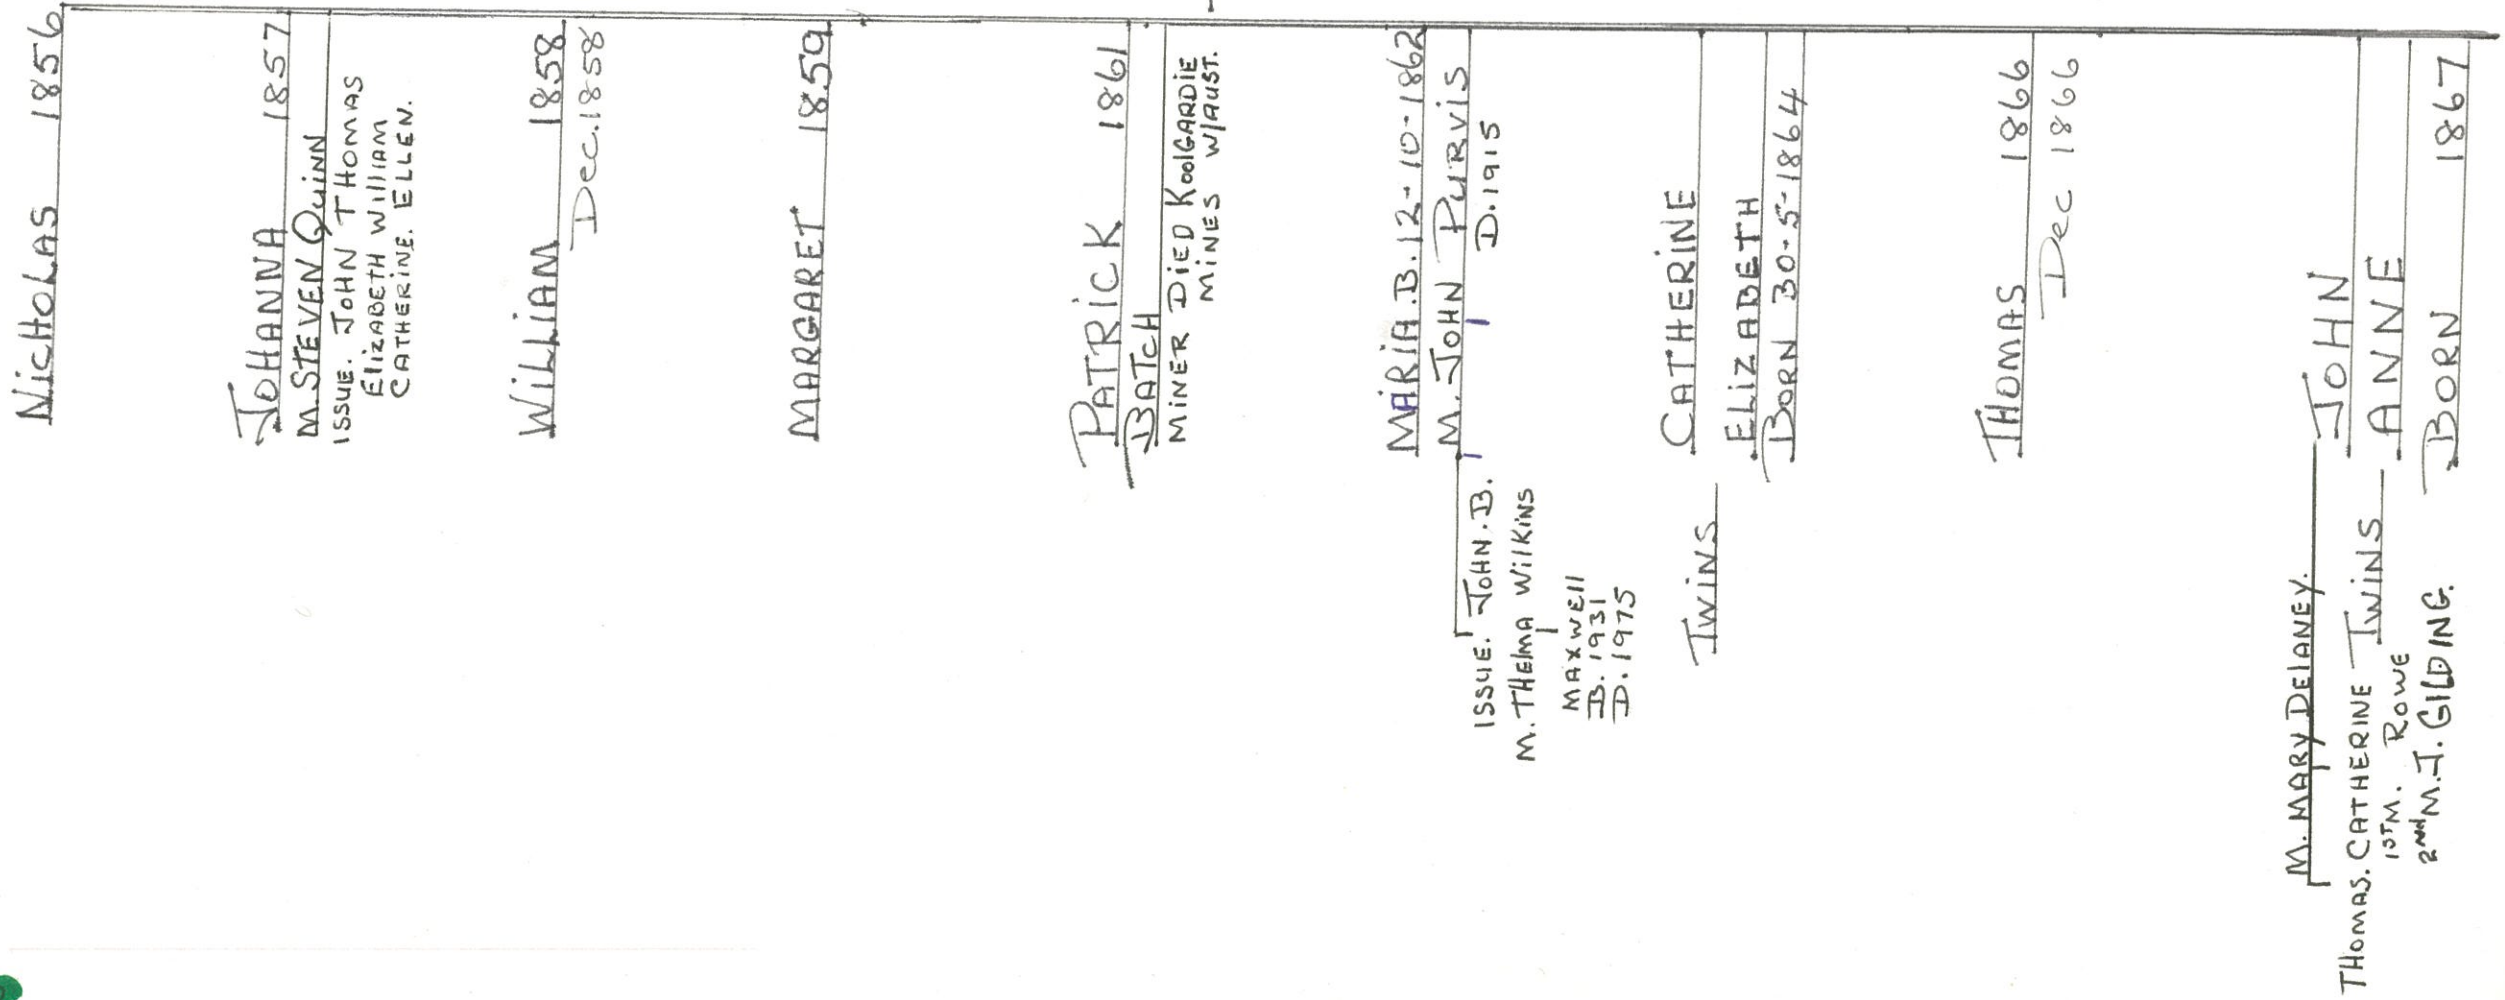 NICHOLAS 1856
JOHANNA 1857
M. STEVEN QUINN
ISSUE. JOHN THOMAS
ELIZABETH WILLIAM
CATHERINE. ELLEN.
WILLIAM 1858
Dec. 1858
MARGARET 1859
PATRICK 1861
BATCH
MINER DIED KOOLGARDIE
MINES W/AUST.
MARIA. B. 12-10-1862
M. JOHN PURVIS
D. 1915
ISSUE. JOHN. B.
M. THELMA WILKINS
MAXWELL
B. 1931
D. 1975
CATHERINE
TWINS
ELIZABETH
BORN 30-5-1864
THOMAS 1866
Dec 1866
M. MARY DELANEY.
JOHN
THOMAS. CATHERINE TWINS
ANNE
1ST M. ROWE
2ND M. J. GILDING.
BORN 1867